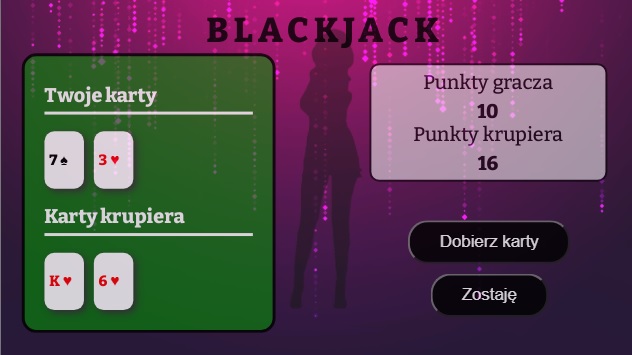 BLACKJACK
Twoje karty
7♠ 3♥
Karty krupiera
K♥ 6♥
Punkty gracza
10
Punkty krupiera
16
Dobierz karty
Zostaję